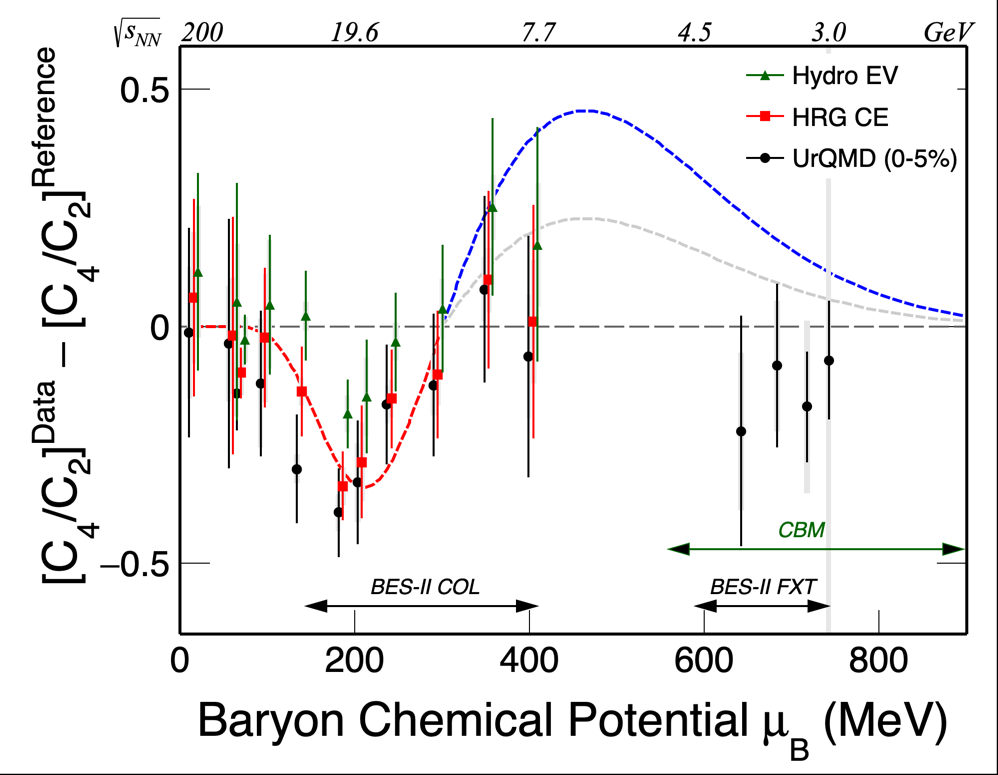 √sNN 200 19.6 7.7 4.5 3.0 GeV
[C4/C2]Data − [C4/C2]Reference
0.5
0
−0.5
Hydro EV
HRG CE
UrQMD (0-5%)
CBM
BES-II COL
BES-II FXT
0 200 400 600 800
Baryon Chemical Potential μB (MeV)